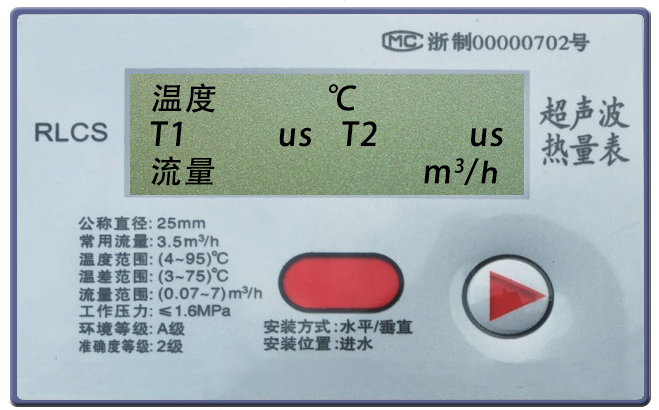 MC 浙制00000702号
温度 ℃
RLCS
T1 us T2 us
流量 m³/h
超声波
热量表
公称直径: 25mm
常用流量: 3.5m³/h
温度范围: (4~95)℃
温差范围: (3~75)℃
流量范围: (0.07~7)m³/h
工作压力: ≤1.6MPa
环境等级: A级
准确度等级: 2级
安装方式:水平/垂直
安装位置:进水